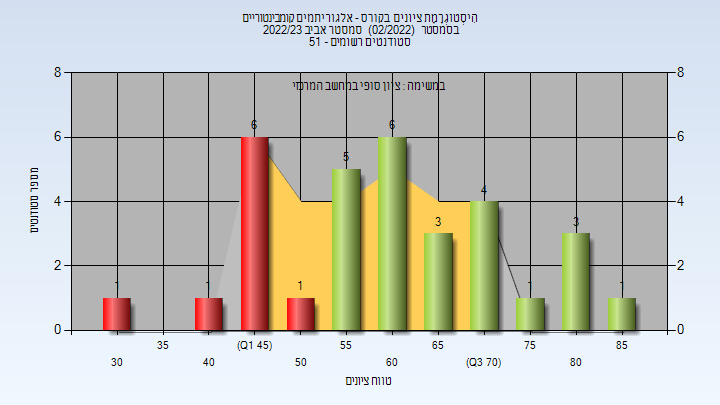 היסטוגרמת ציונים בקורס - אלגוריתמים קומבינטוריים
בסמסטר (02/2022) סמסטר אביב 2022/23
סטודנטים רשומים - 51
במשימה : ציון סופי במחשב המרכזי
8 8
6 6
4 4
2 2
0 0
1 1 6 1 5 6 3 4 1 3 1
מספר סטודנטים
35 (Q1 45) 55 65 75 85
30 40 50 60 (Q3 70) 80
טווח ציונים